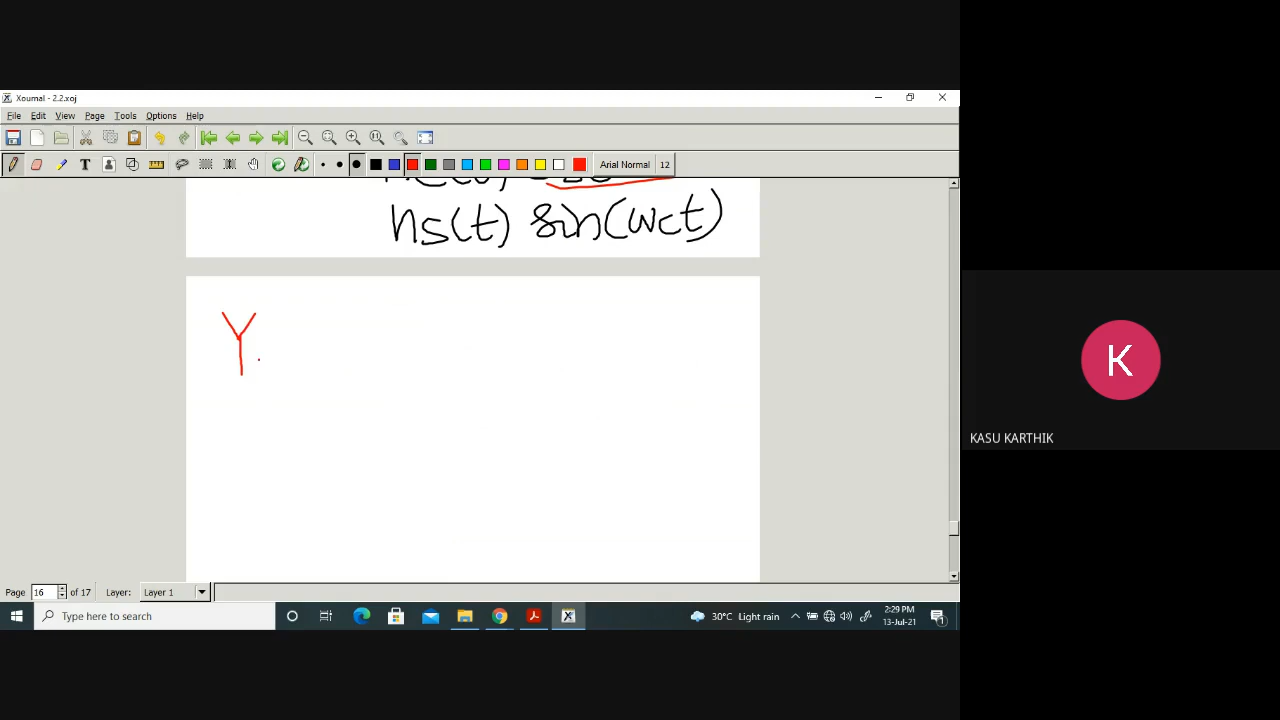 Xournal - 2.2.xoj
File Edit View Page Tools Options Help
Arial Normal 12
ns(t) sin(wct)
Y
K
KASU KARTHIK
Page 16 of 17 Layer: Layer 1
Type here to search
30°C Light rain
2:29 PM
13-Jul-21
1